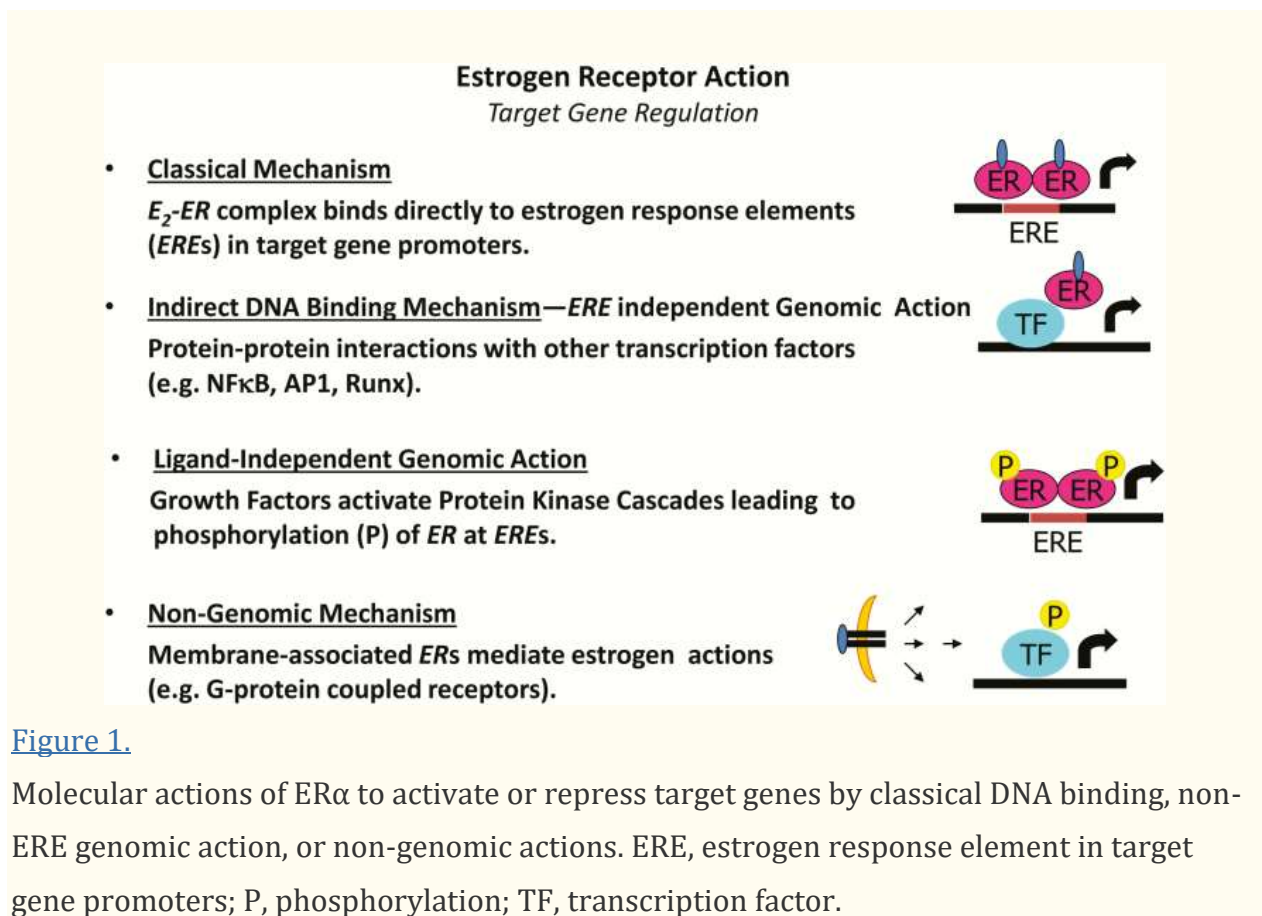 Estrogen Receptor Action
Target Gene Regulation
• Classical Mechanism
E2-ER complex binds directly to estrogen response elements
(EREs) in target gene promoters.
ER ER
ERE
• Indirect DNA Binding Mechanism—ERE independent Genomic Action
Protein-protein interactions with other transcription factors
(e.g. NFκB, AP1, Runx).
ER
TF
• Ligand-Independent Genomic Action
Growth Factors activate Protein Kinase Cascades leading to
phosphorylation (P) of ER at EREs.
P P
ER ER
ERE
• Non-Genomic Mechanism
Membrane-associated ERs mediate estrogen actions
(e.g. G-protein coupled receptors).
P
TF
Figure 1.
Molecular actions of ERα to activate or repress target genes by classical DNA binding, non-
ERE genomic action, or non-genomic actions. ERE, estrogen response element in target
gene promoters; P, phosphorylation; TF, transcription factor.